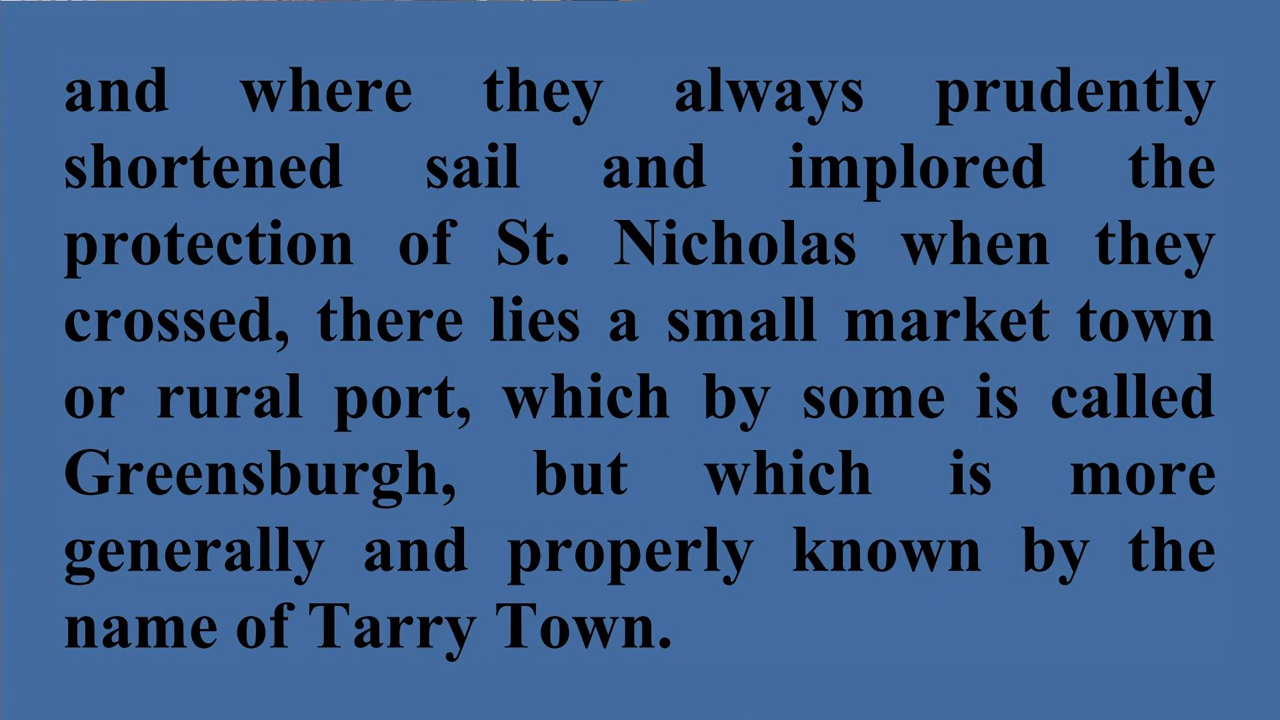 and where they always prudently
shortened sail and implored the
protection of St. Nicholas when they
crossed, there lies a small market town
or rural port, which by some is called
Greensburgh, but which is more
generally and properly known by the
name of Tarry Town.